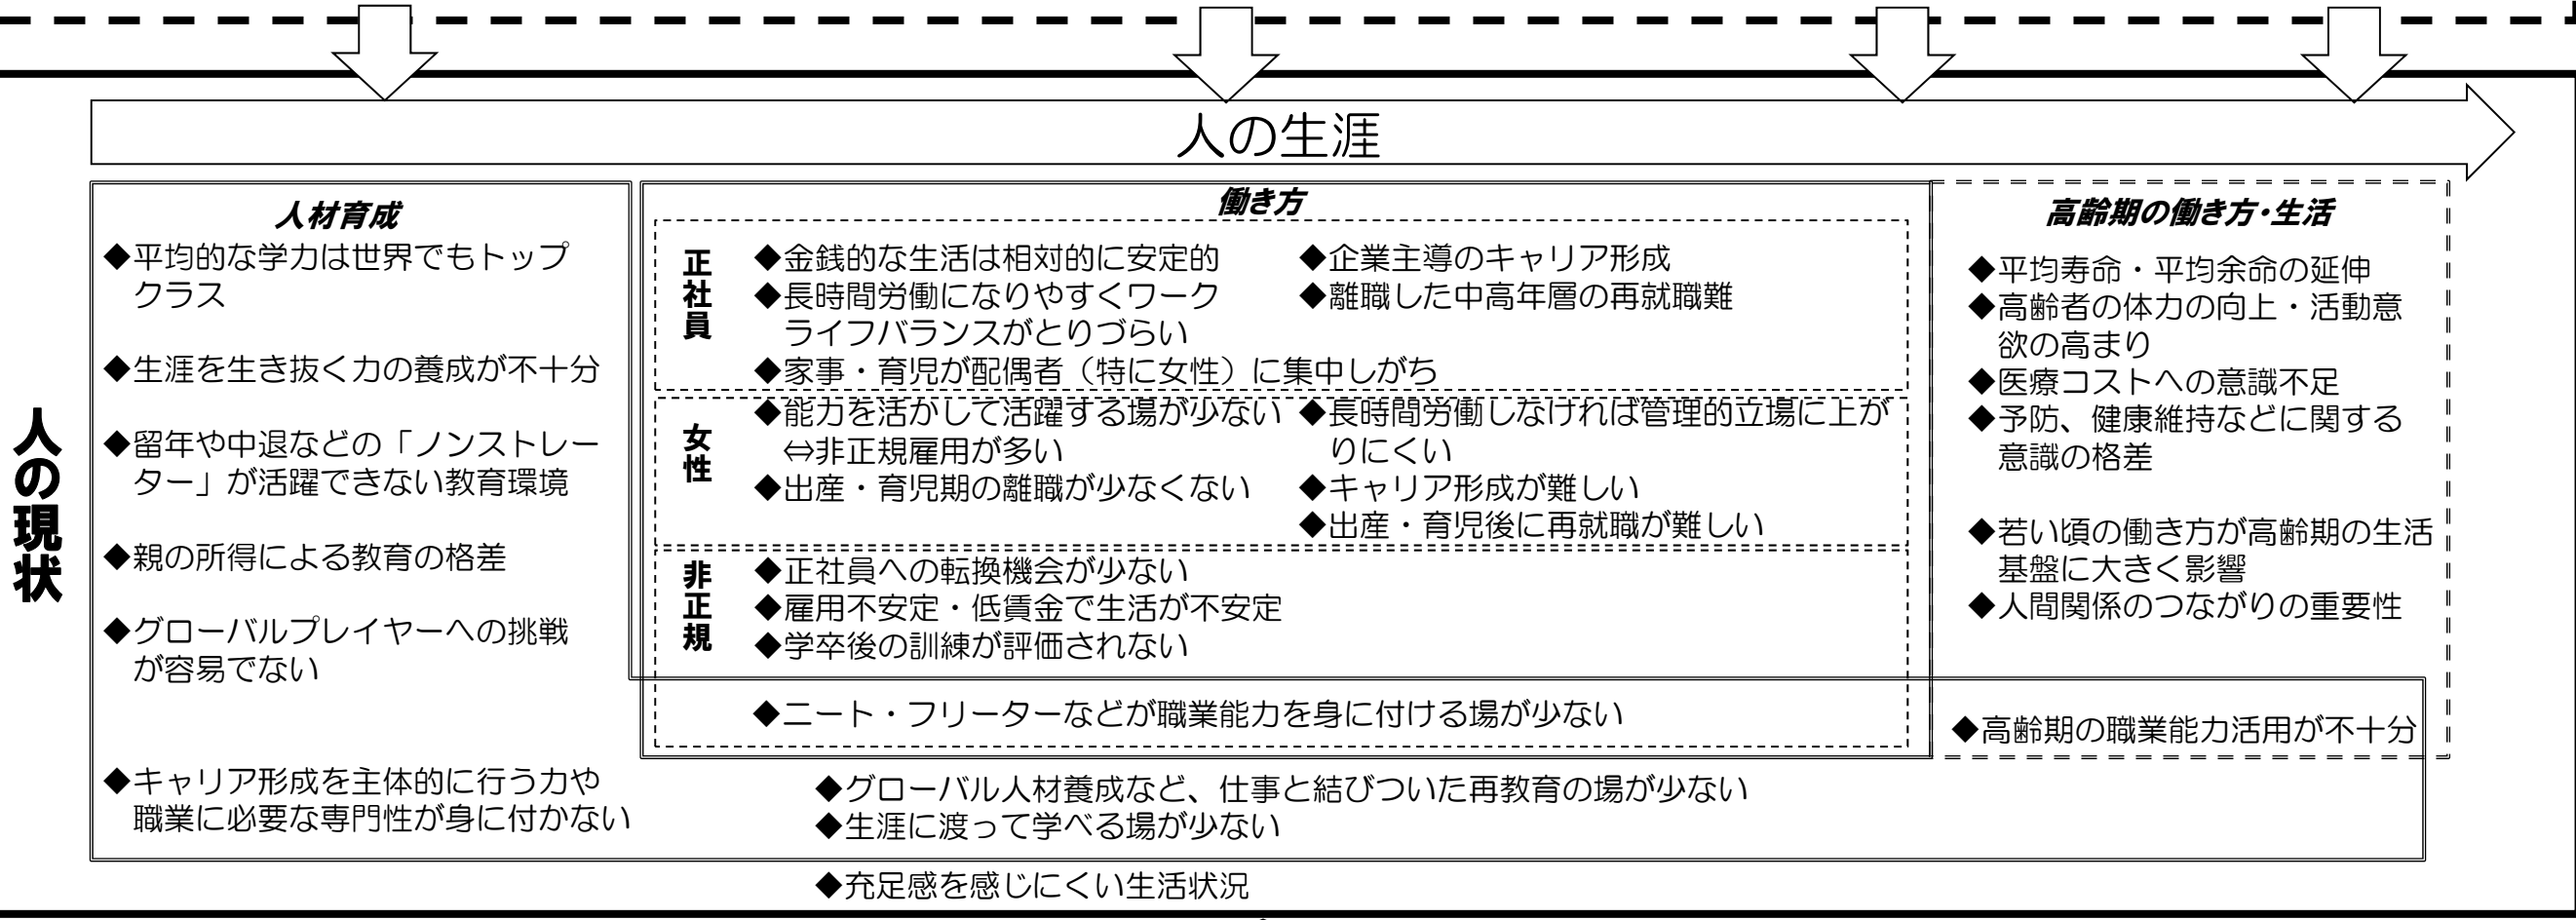 人の生涯
人の現状
人材育成
◆平均的な学力は世界でもトップ
クラス
◆生涯を生き抜く力の養成が不十分
◆留年や中退などの「ノンストレー
ター」が活躍できない教育環境
◆親の所得による教育の格差
◆グローバルプレイヤーへの挑戦
が容易でない
◆キャリア形成を主体的に行う力や
職業に必要な専門性が身に付かない
働き方
正社員
◆金銭的な生活は相対的に安定的
◆長時間労働になりやすくワーク
ライフバランスがとりづらい
◆家事・育児が配偶者（特に女性）に集中しがち
◆企業主導のキャリア形成
◆離職した中高年層の再就職難
女性
◆能力を活かして活躍する場が少ない
⇔非正規雇用が多い
◆出産・育児期の離職が少なくない
◆長時間労働しなければ管理的立場に上が
りにくい
◆キャリア形成が難しい
◆出産・育児後に再就職が難しい
非正規
◆正社員への転換機会が少ない
◆雇用不安定・低賃金で生活が不安定
◆学卒後の訓練が評価されない
◆ニート・フリーターなどが職業能力を身に付ける場が少ない
高齢期の働き方・生活
◆平均寿命・平均余命の延伸
◆高齢者の体力の向上・活動意
欲の高まり
◆医療コストへの意識不足
◆予防、健康維持などに関する
意識の格差
◆若い頃の働き方が高齢期の生活
基盤に大きく影響
◆人間関係のつながりの重要性
◆高齢期の職業能力活用が不十分
◆グローバル人材養成など、仕事と結びついた再教育の場が少ない
◆生涯に渡って学べる場が少ない
◆充足感を感じにくい生活状況